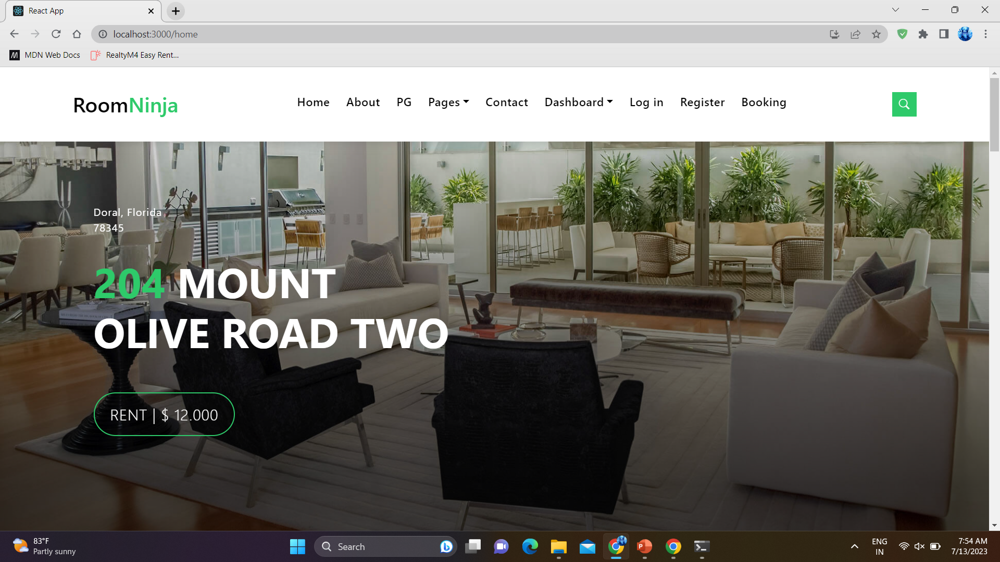 React App
localhost:3000/home
MDN Web Docs
RealtyM4 Easy Rent...
RoomNinja
Home About PG Pages Contact Dashboard Log in Register Booking
Doral, Florida
78345
204 MOUNT
OLIVE ROAD TWO
RENT | $ 12.000
83°F
Partly sunny
Search
ENG
IN
7:54 AM
7/13/2023